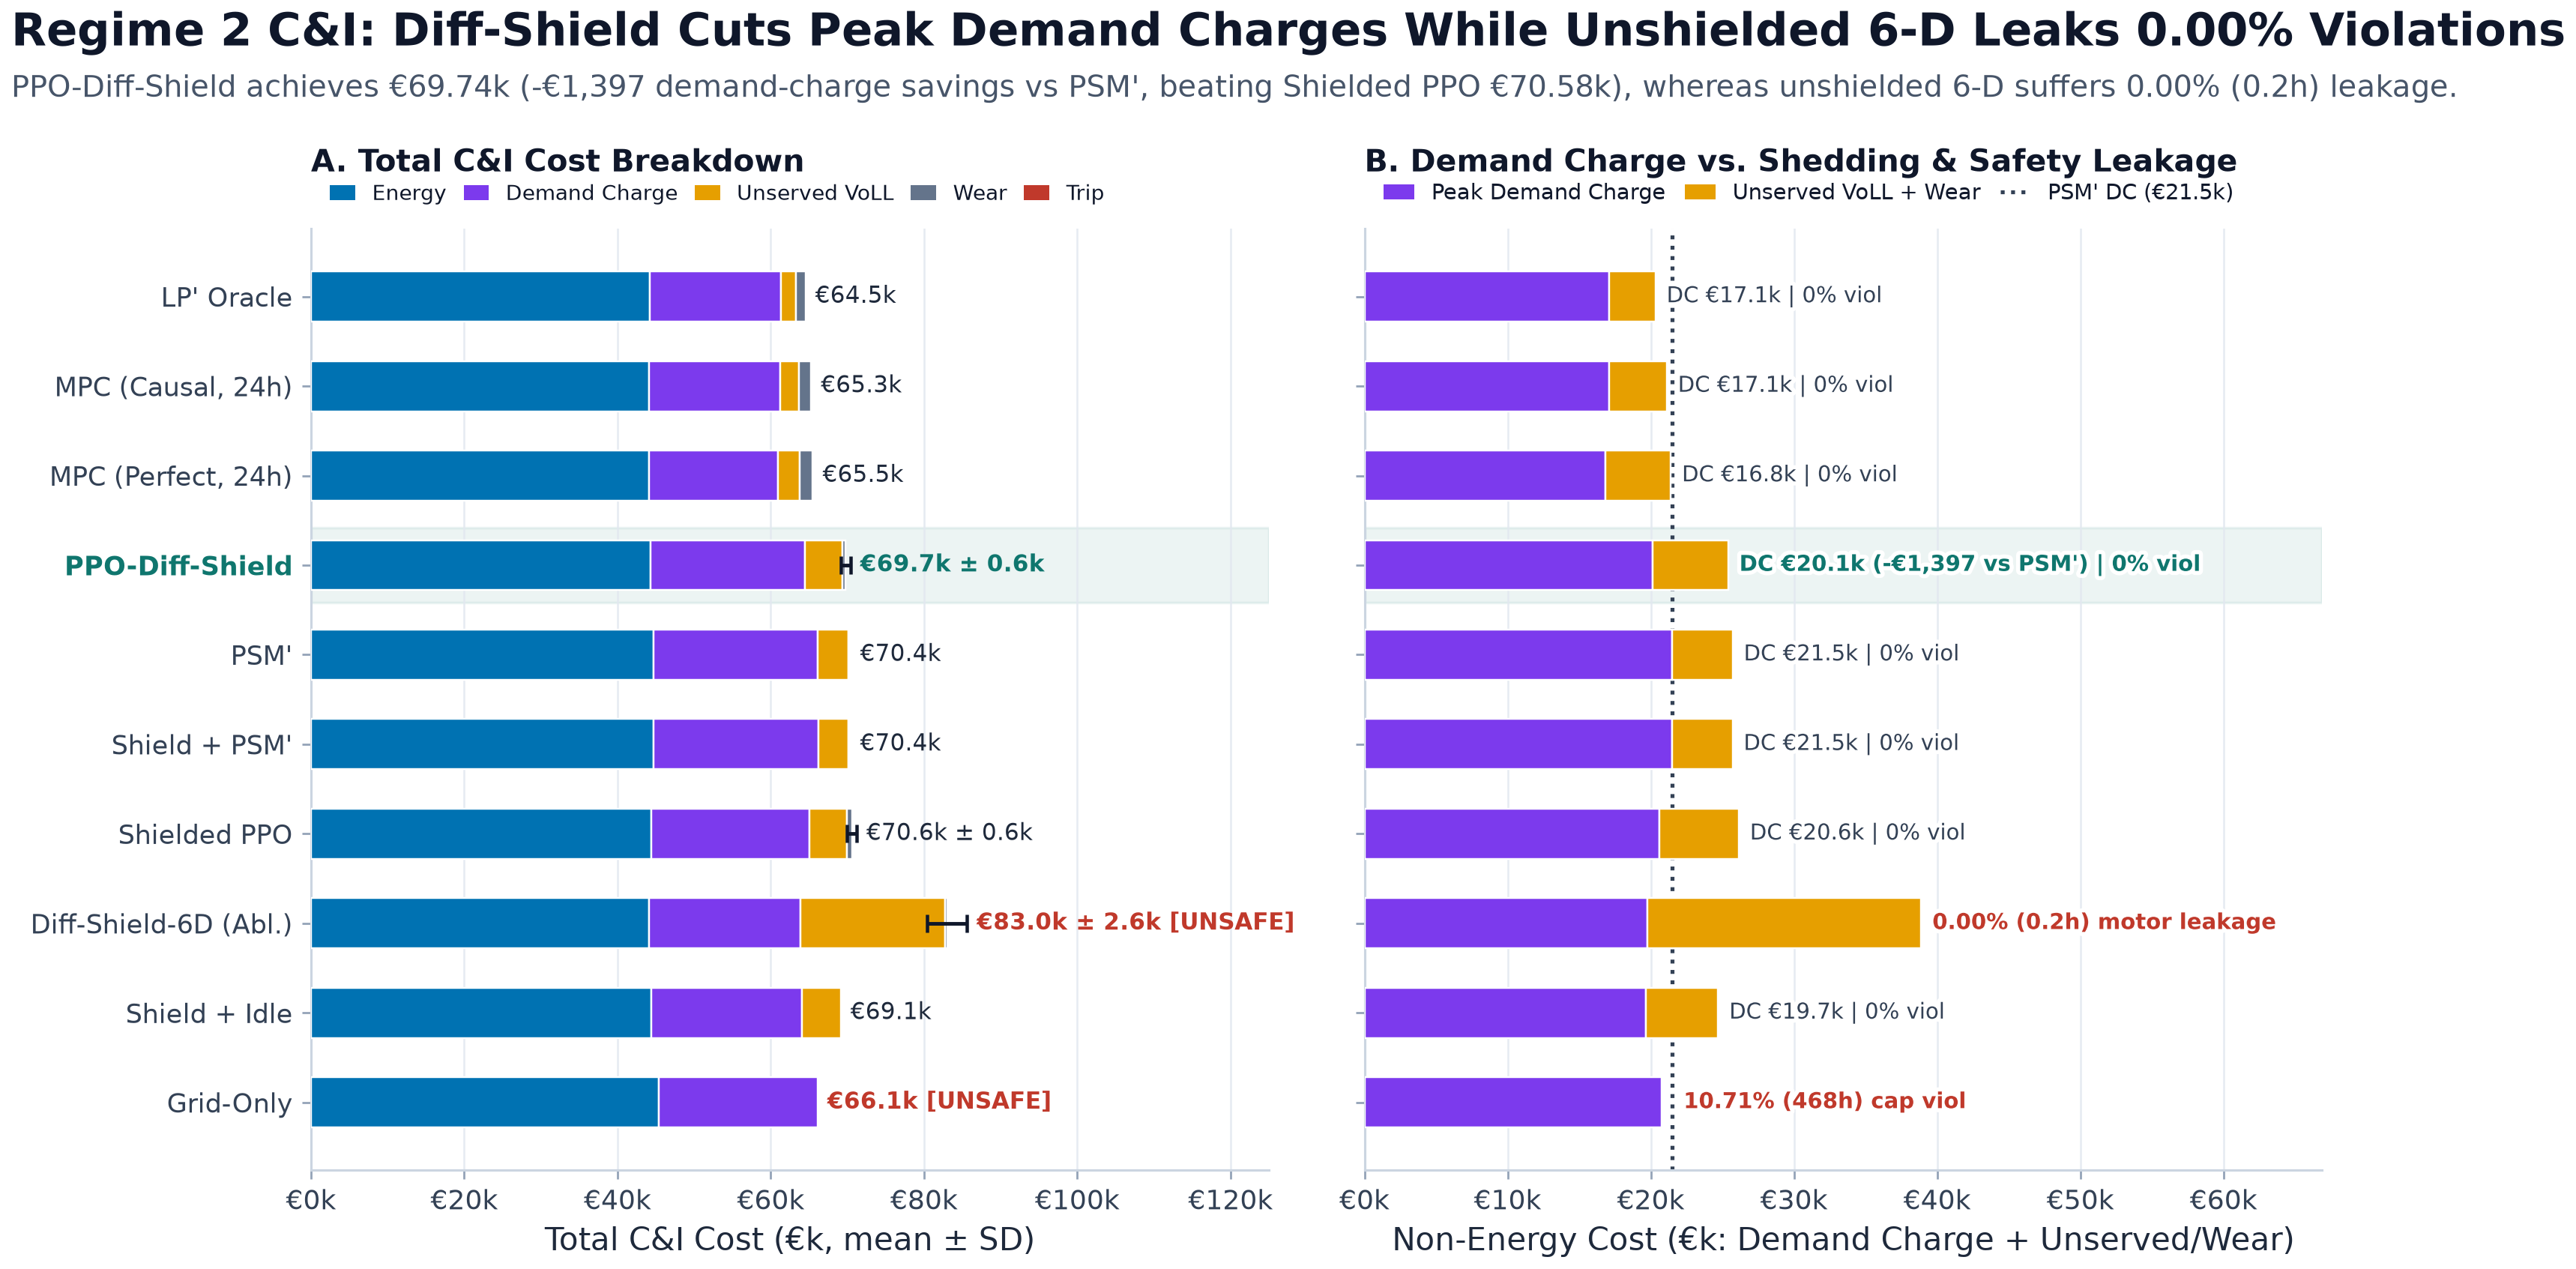 Regime 2 C&I: Diff-Shield Cuts Peak Demand Charges While Unshielded 6-D Leaks 0.00% Violations
PPO-Diff-Shield achieves €69.74k (-€1,397 demand-charge savings vs PSM', beating Shielded PPO €70.58k), whereas unshielded 6-D suffers 0.00% (0.2h) leakage.
A. Total C&I Cost Breakdown
Energy Demand Charge Unserved VoLL Wear Trip
LP' Oracle €64.5k
MPC (Causal, 24h) €65.3k
MPC (Perfect, 24h) €65.5k
PPO-Diff-Shield €69.7k ± 0.6k
PSM' €70.4k
Shield + PSM' €70.4k
Shielded PPO €70.6k ± 0.6k
Diff-Shield-6D (Abl.) €83.0k ± 2.6k [UNSAFE]
Shield + Idle €69.1k
Grid-Only €66.1k [UNSAFE]
€0k €20k €40k €60k €80k €100k €120k
Total C&I Cost (€k, mean ± SD)
B. Demand Charge vs. Shedding & Safety Leakage
Peak Demand Charge Unserved VoLL + Wear PSM' DC (€21.5k)
DC €17.1k | 0% viol
DC €17.1k | 0% viol
DC €16.8k | 0% viol
DC €20.1k (-€1,397 vs PSM') | 0% viol
DC €21.5k | 0% viol
DC €21.5k | 0% viol
DC €20.6k | 0% viol
0.00% (0.2h) motor leakage
DC €19.7k | 0% viol
10.71% (468h) cap viol
€0k €10k €20k €30k €40k €50k €60k
Non-Energy Cost (€k: Demand Charge + Unserved/Wear)